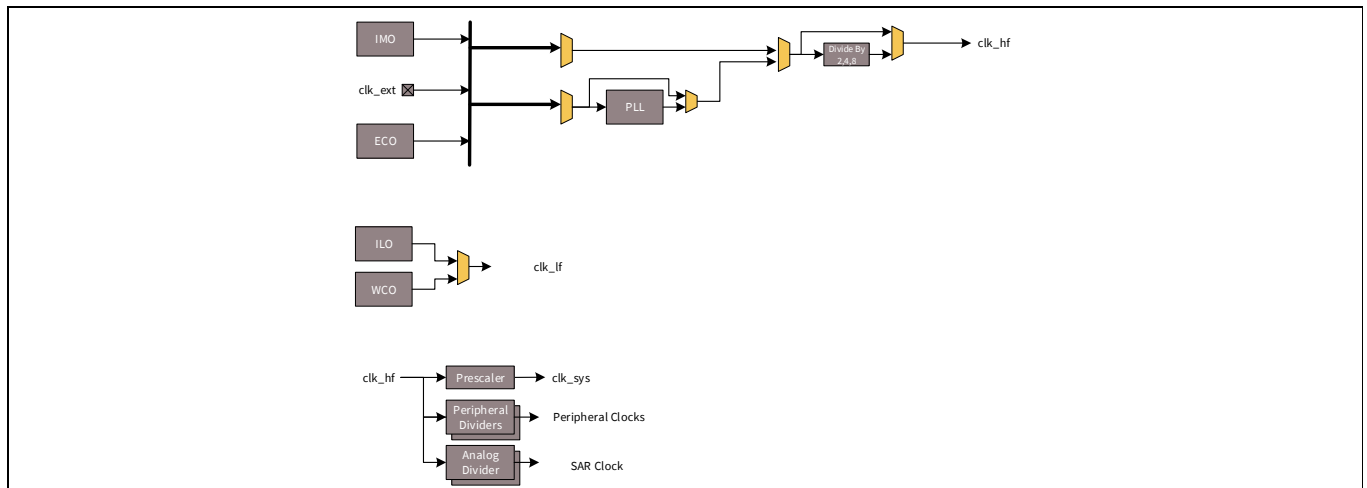 IMO
clk_ext
ECO
PLL
Divide By
2,4,8
clk_hf
ILO
WCO
clk_lf
clk_hf
Prescaler
clk_sys
Peripheral
Dividers
Peripheral Clocks
Analog
Divider
SAR Clock